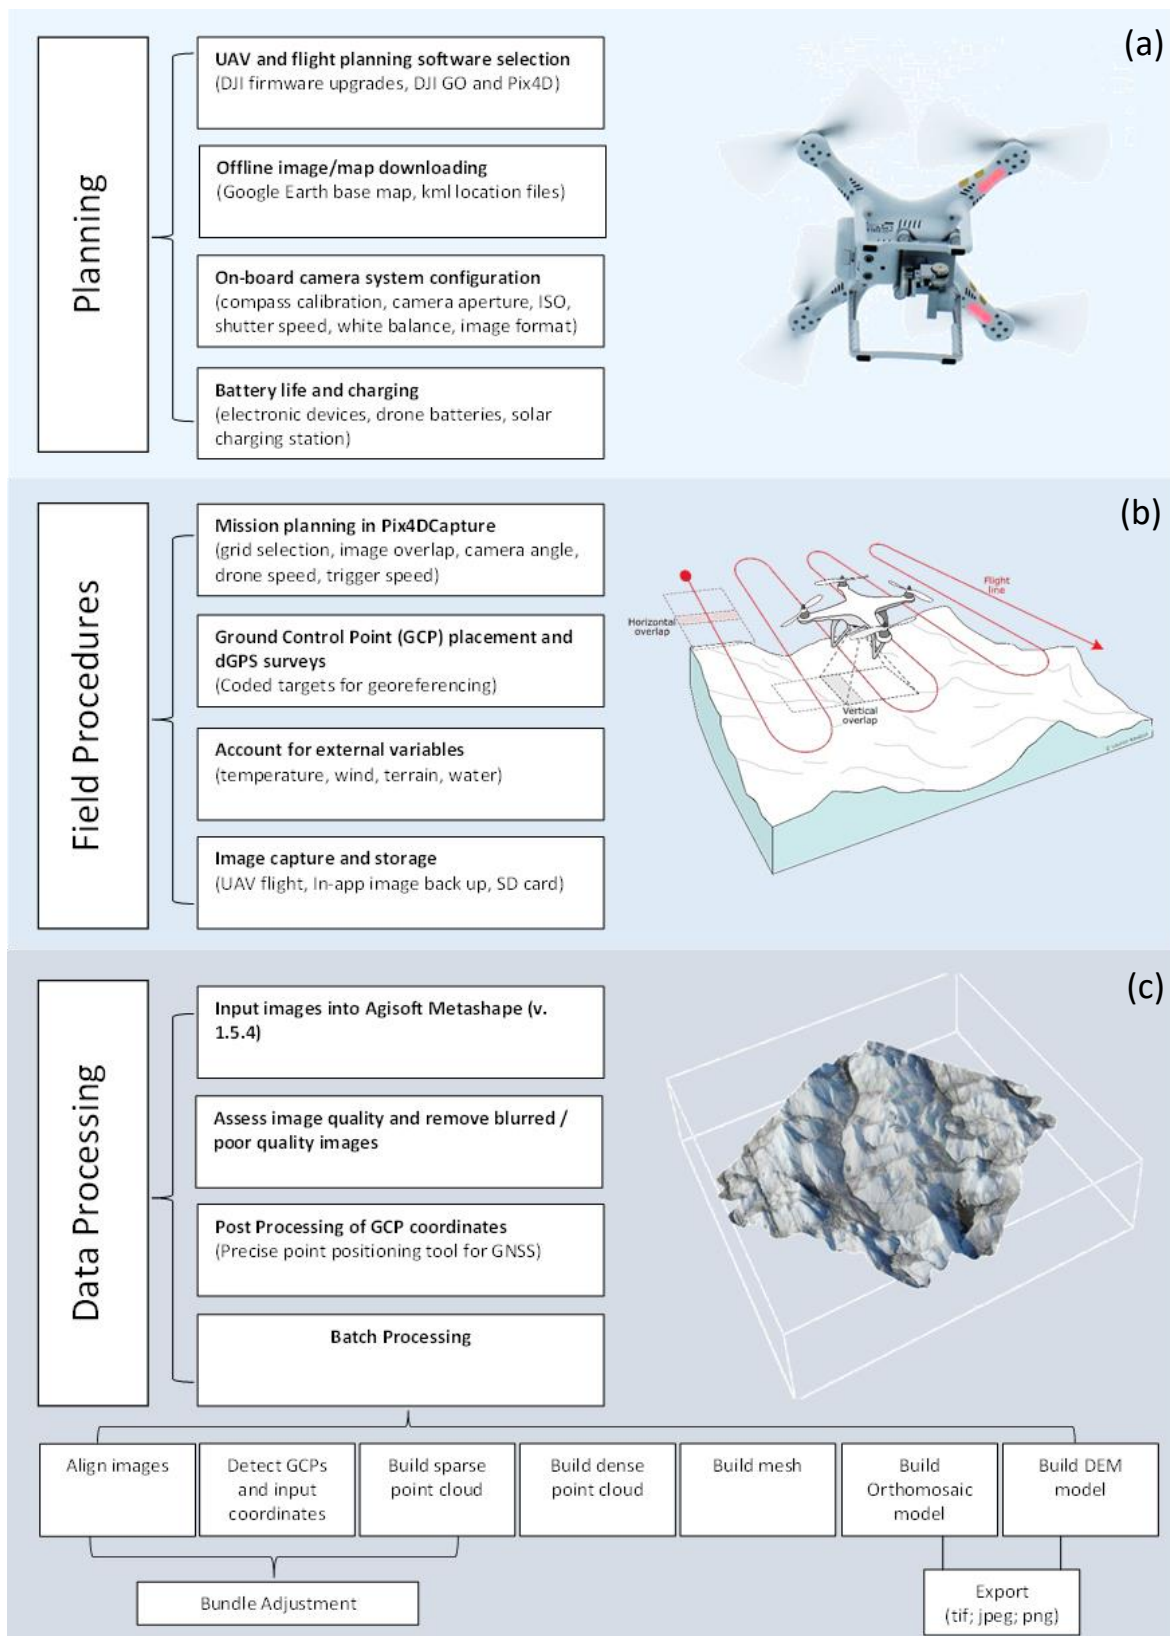 (a)
Planning
UAV and flight planning software selection
(DJI firmware upgrades, DJI GO and Pix4D)
Offline image/map downloading
(Google Earth base map, kml location files)
On-board camera system configuration
(compass calibration, camera aperture, ISO,
shutter speed, white balance, image format)
Battery life and charging
(electronic devices, drone batteries, solar
charging station)
(b)
Field Procedures
Mission planning in Pix4DCapture
(grid selection, image overlap, camera angle,
drone speed, trigger speed)
Ground Control Point (GCP) placement and
dGPS surveys
(Coded targets for georeferencing)
Account for external variables
(temperature, wind, terrain, water)
Image capture and storage
(UAV flight, In-app image back up, SD card)
Flight
line
Horizontal
overlap
Vertical
overlap
(c)
Data Processing
Input images into Agisoft Metashape (v.
1.5.4)
Assess image quality and remove blurred /
poor quality images
Post Processing of GCP coordinates
(Precise point positioning tool for GNSS)
Batch Processing
Align images
Detect GCPs
and input
coordinates
Build sparse
point cloud
Build dense
point cloud
Build mesh
Build
Orthomosaic
model
Build DEM
model
Bundle Adjustment
Export
(tif; jpeg; png)